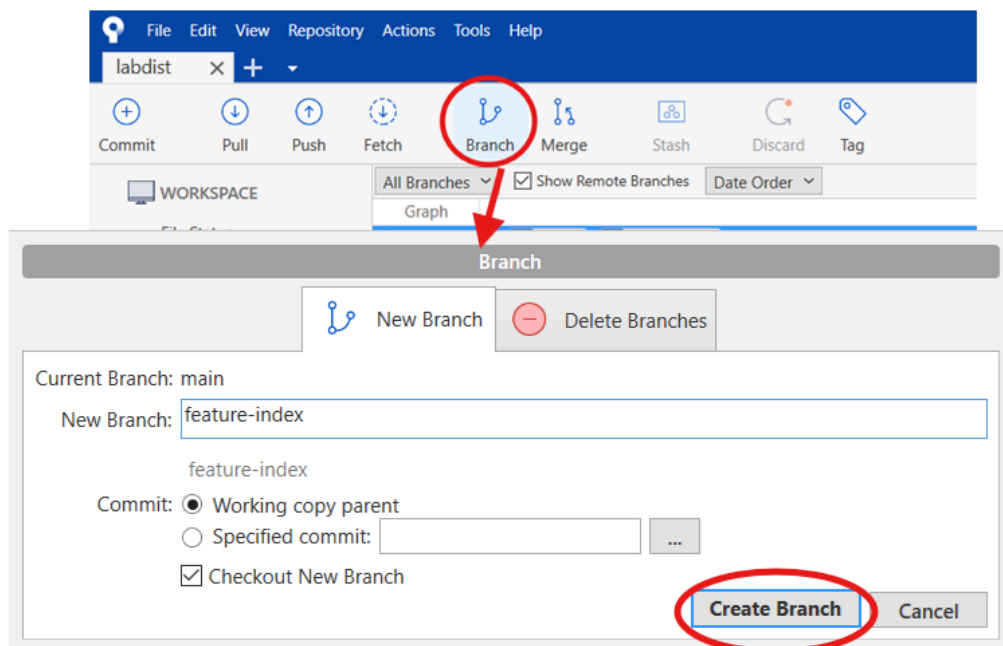 File Edit View Repository Actions Tools Help
labdist
Commit Pull Push Fetch Branch Merge Stash Discard Tag
WORKSPACE All Branches Show Remote Branches Date Order
Graph
File Status
Branch
New Branch Delete Branches
Current Branch: main
New Branch: feature-index
feature-index
Commit: Working copy parent
Specified commit: ...
Checkout New Branch
Create Branch Cancel